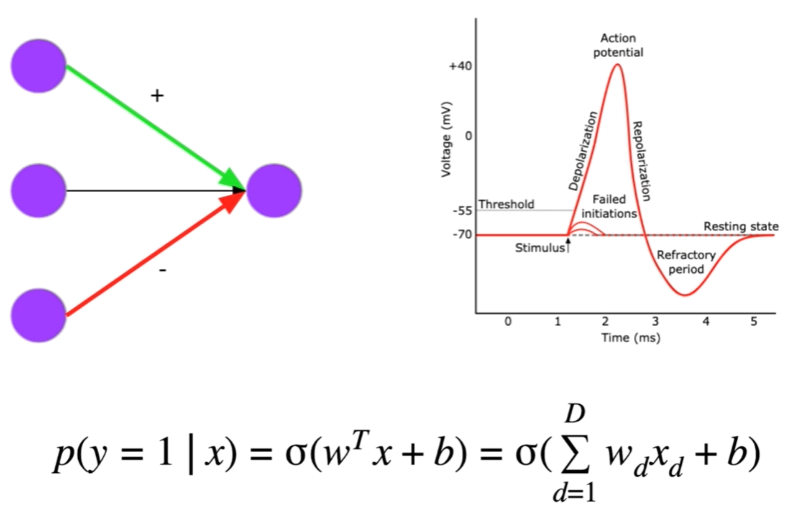 +
-
Action
potential
+40
0
-55
-70
Voltage (mV)
Depolarization
Repolarization
Threshold
Failed
initiations
Stimulus
Resting state
Refractory
period
0 1 2 3 4 5
Time (ms)
p(y = 1 | x) = σ(wᵀx + b) = σ(∑_{d=1}^{D} w_d x_d + b)